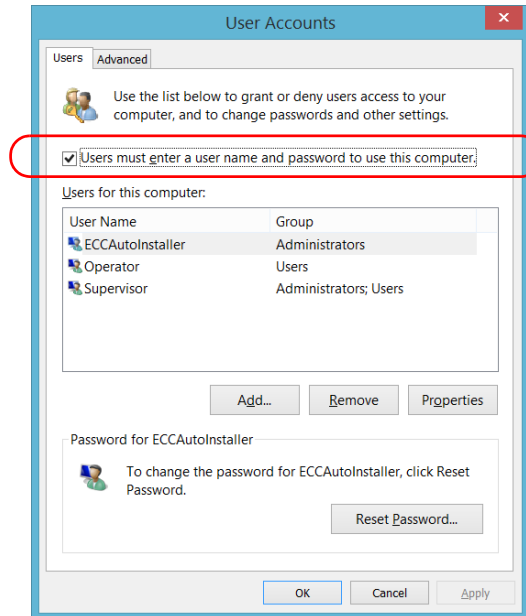 User Accounts
Users Advanced
Use the list below to grant or deny users access to your
computer, and to change passwords and other settings.
Users must enter a user name and password to use this computer.
Users for this computer:
User Name Group
ECCAutoInstaller Administrators
Operator Users
Supervisor Administrators; Users
Add... Remove Properties
Password for ECCAutoInstaller
To change the password for ECCAutoInstaller, click Reset
Password.
Reset Password...
OK Cancel Apply